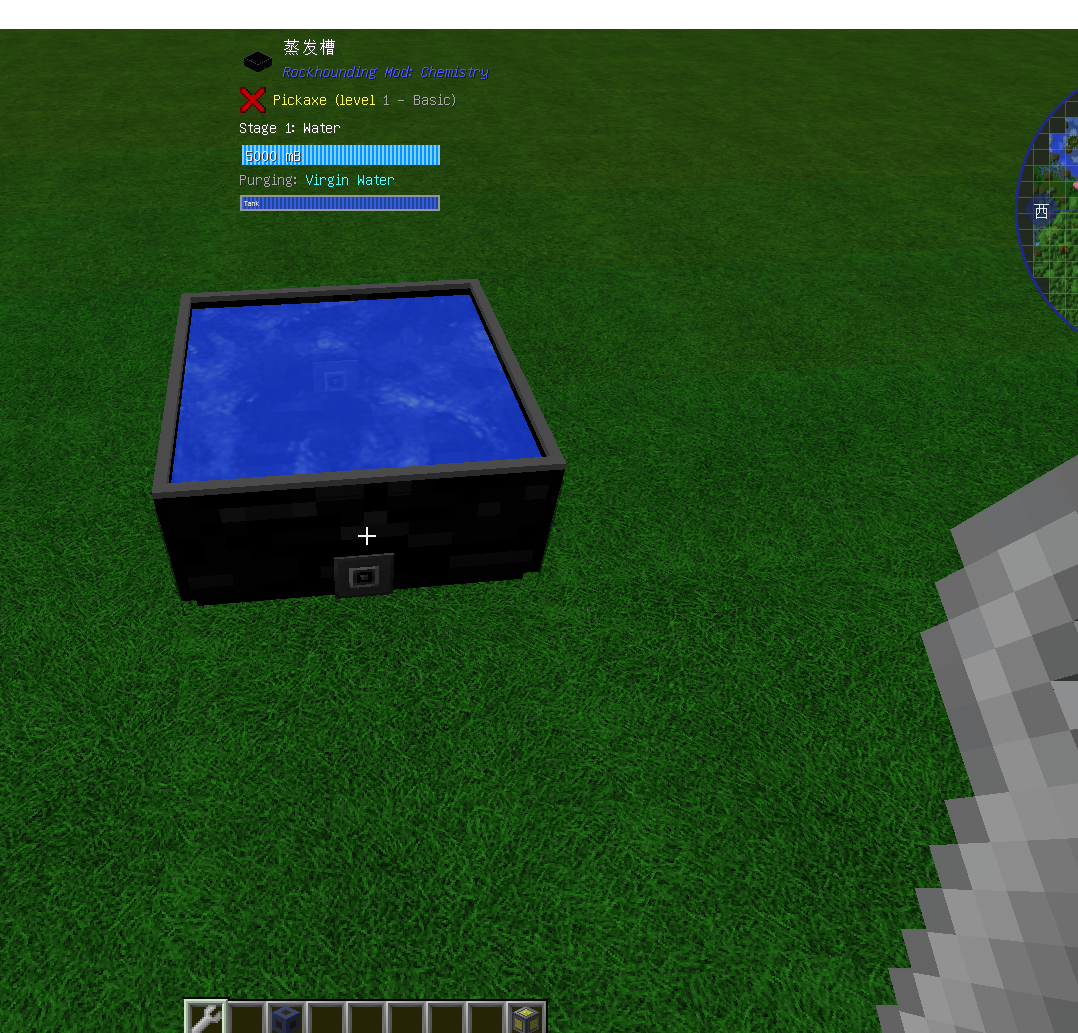 蒸发槽
Rockhounding Mod: Chemistry
Pickaxe (level 1 - Basic)
Stage 1: Water
5000 mB
Purging: Virgin Water
Tank
西